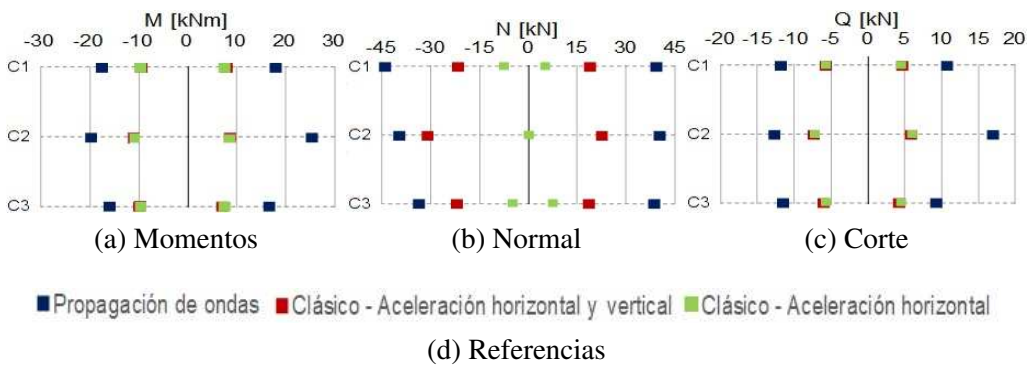 M [kNm]
-30 -20 -10 0 10 20 30
C1
C2
C3
(a) Momentos
N [kN]
-45 -30 -15 0 15 30 45
C1
C2
C3
(b) Normal
Q [kN]
-20 -15 -10 -5 0 5 10 15 20
C1
C2
C3
(c) Corte
Propagación de ondas Clásico - Aceleración horizontal y vertical Clásico - Aceleración horizontal
(d) Referencias